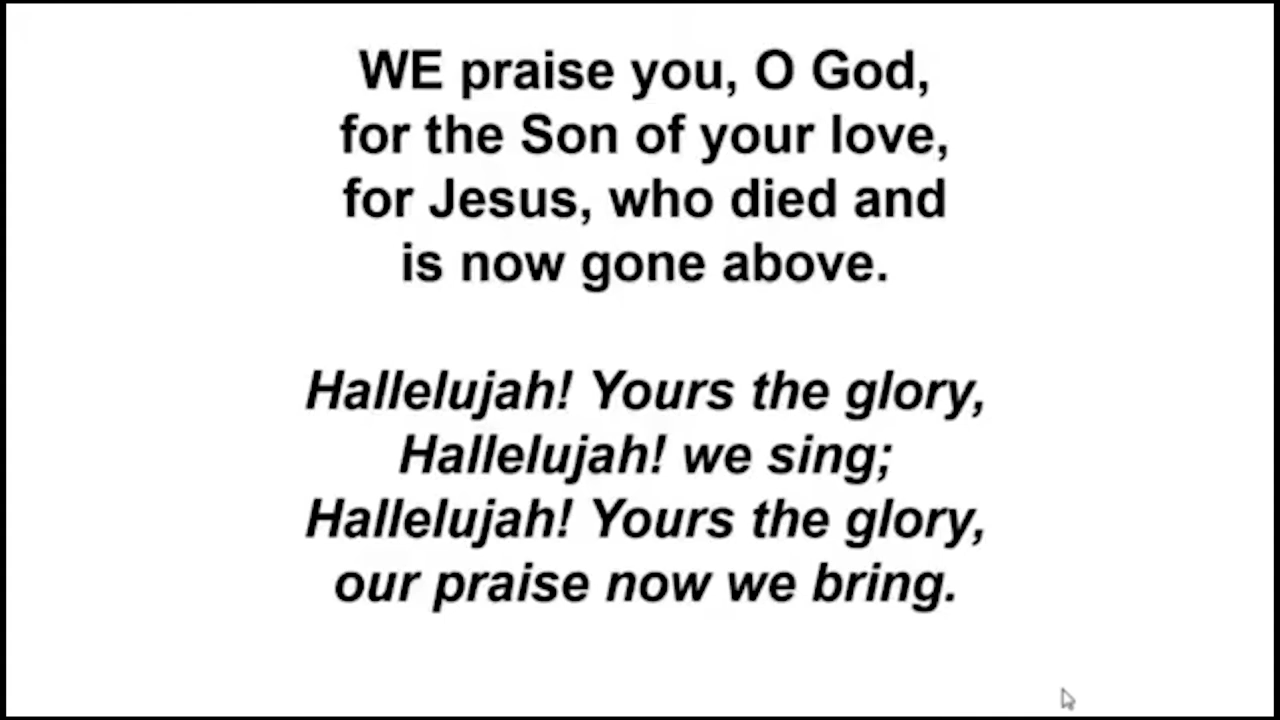 WE praise you, O God,
for the Son of your love,
for Jesus, who died and
is now gone above.
Hallelujah! Yours the glory,
Hallelujah! we sing;
Hallelujah! Yours the glory,
our praise now we bring.